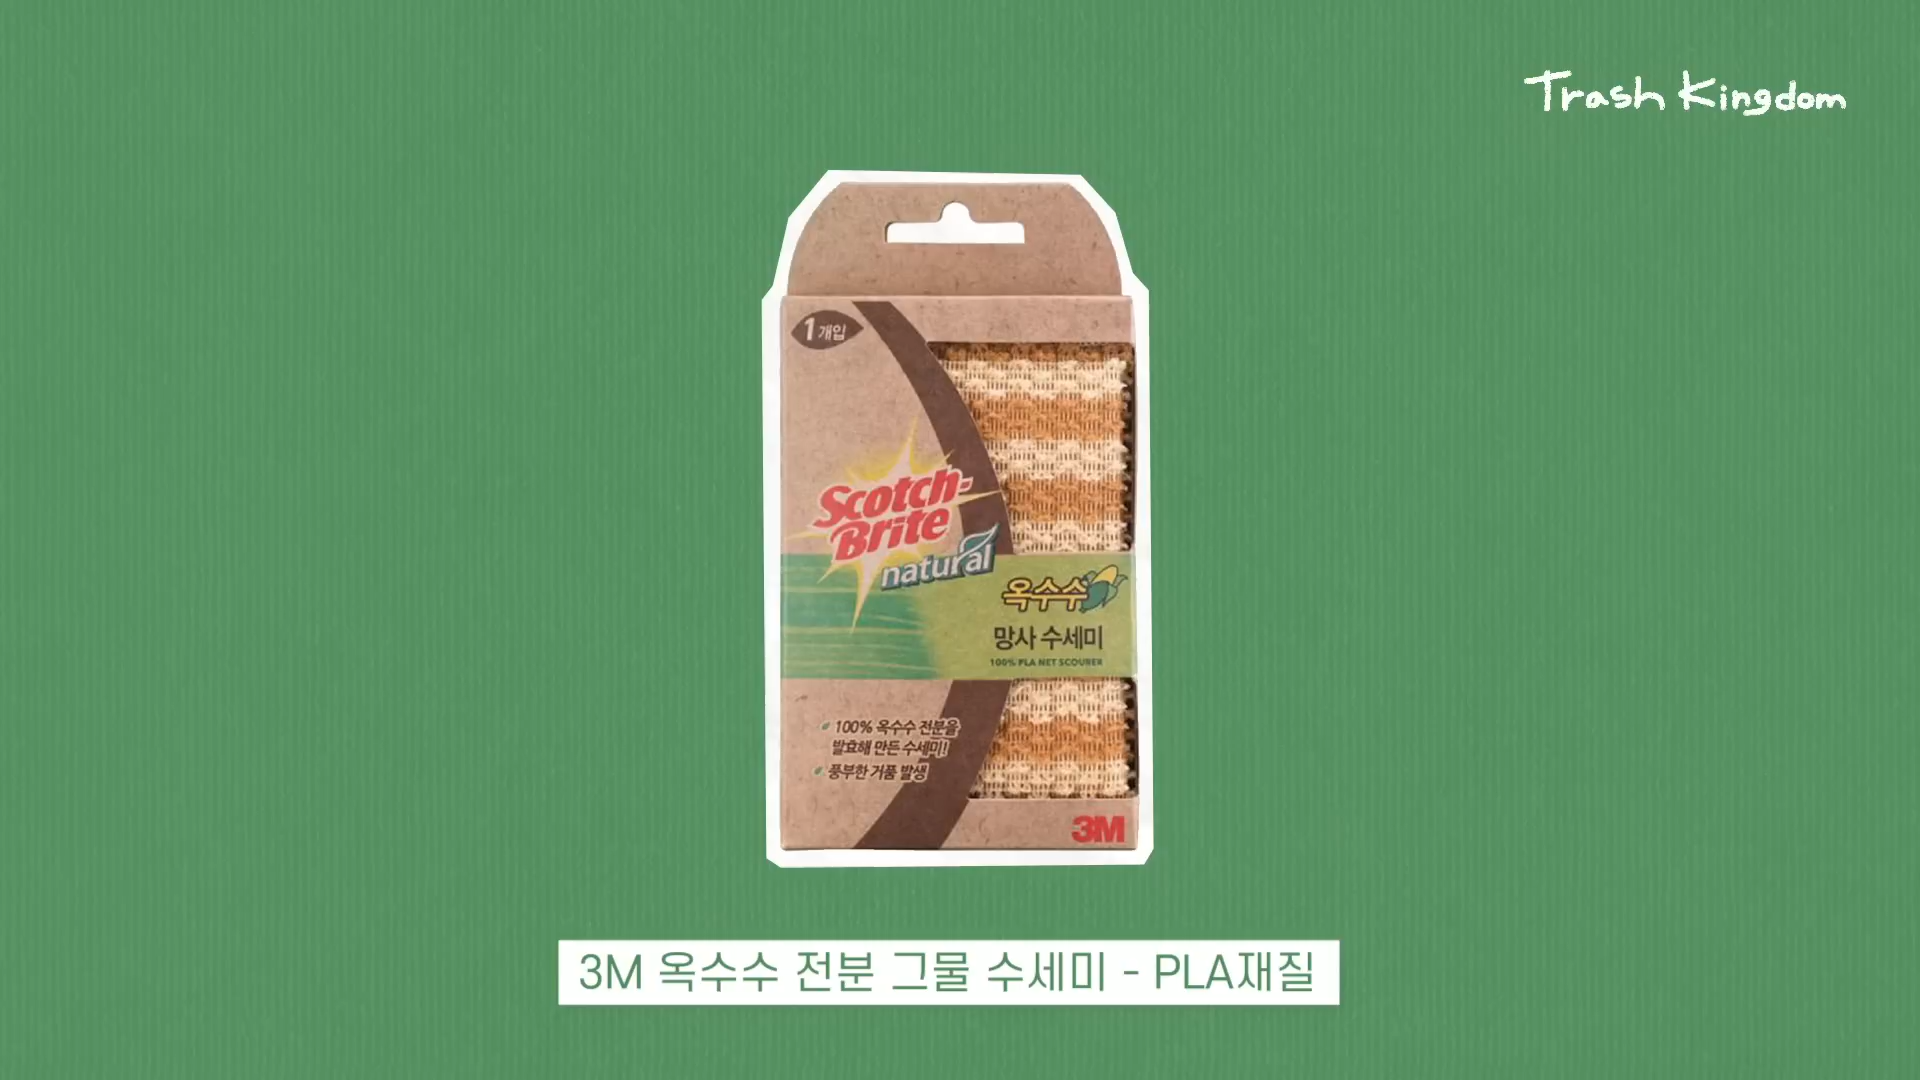 Trash Kingdom
1개입
Scotch-
Brite
natural
옥수수
망사 수세미
100% PLA NET SCOURER
100% 옥수수 전분을
발효해 만든 수세미!
풍부한 거품 발생
3M
3M 옥수수 전분 그물 수세미 - PLA재질